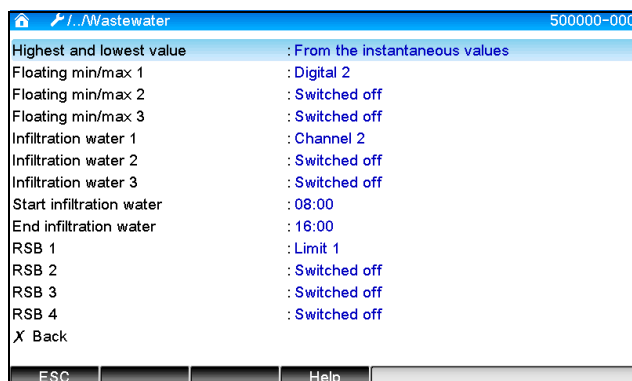 /../Wastewater 500000-000
Highest and lowest value : From the instantaneous values
Floating min/max 1 : Digital 2
Floating min/max 2 : Switched off
Floating min/max 3 : Switched off
Infiltration water 1 : Channel 2
Infiltration water 2 : Switched off
Infiltration water 3 : Switched off
Start infiltration water : 08:00
End infiltration water : 16:00
RSB 1 : Limit 1
RSB 2 : Switched off
RSB 3 : Switched off
RSB 4 : Switched off
X Back
ESC Help